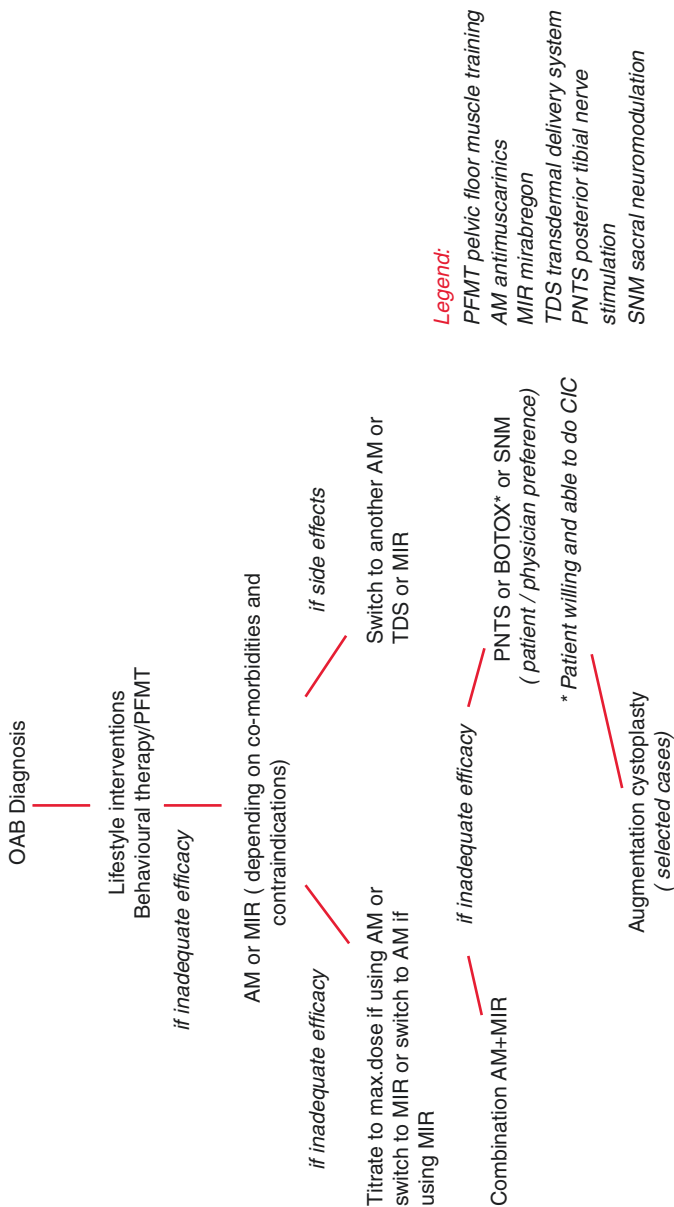 OAB Diagnosis
Lifestyle interventions
Behavioural therapy/PFMT
if inadequate efficacy
AM or MIR ( depending on co-morbidities and
contraindications)
if inadequate efficacy
if side effects
Titrate to max.dose if using AM or
switch to MIR or switch to AM if
using MIR
Switch to another AM or
TDS or MIR
if inadequate efficacy
Combination AM+MIR
PNTS or BOTOX* or SNM
( patient / physician preference)
* Patient willing and able to do CIC
Augmentation cystoplasty
( selected cases)
Legend:
PFMT pelvic floor muscle training
AM antimuscarinics
MIR mirabregon
TDS transdermal delivery system
PNTS posterior tibial nerve
stimulation
SNM sacral neuromodulation